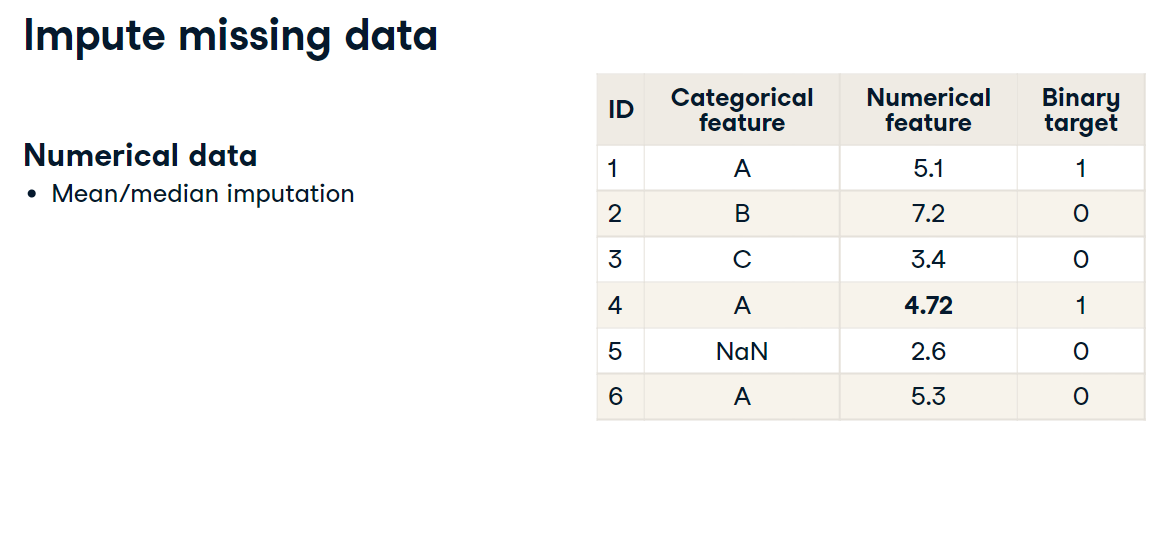 Impute missing data
Numerical data
• Mean/median imputation
ID Categorical feature Numerical feature Binary target
1 A 5.1 1
2 B 7.2 0
3 C 3.4 0
4 A 4.72 1
5 NaN 2.6 0
6 A 5.3 0